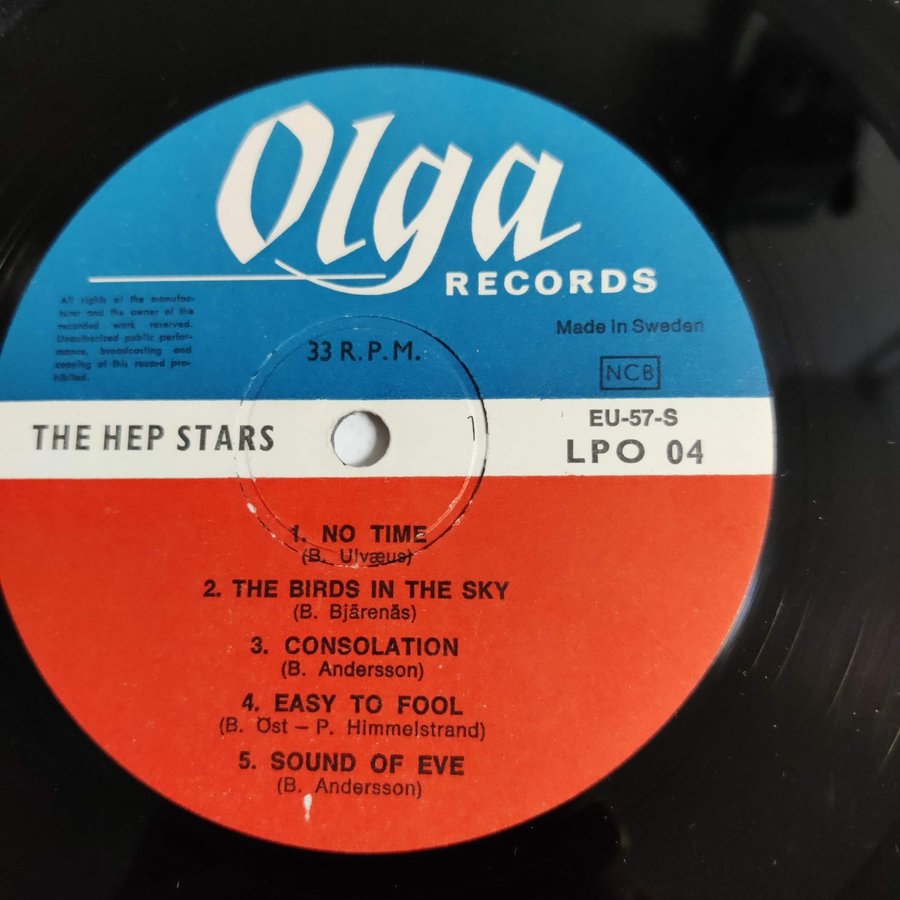 Olga
RECORDS
All rights of the manufac-
turer and the owner of the
recorded work reserved.
Unauthorized public perfor-
mance, broadcasting and
copying of this record pro-
hibited.
Made in Sweden
33 R.P.M.
NCB
THE HEP STARS
1
EU-57-S
LPO 04
1. NO TIME
(B. Ulvæus)
2. THE BIRDS IN THE SKY
(B. Bjärenäs)
3. CONSOLATION
(B. Andersson)
4. EASY TO FOOL
(B. Öst – P. Himmelstrand)
5. SOUND OF EVE
(B. Andersson)